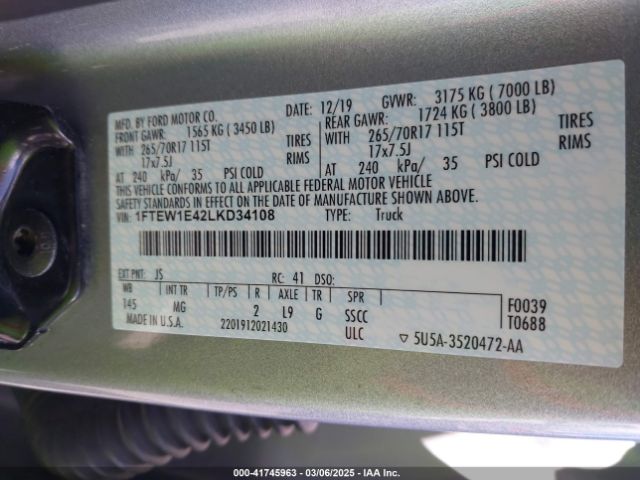 MFD. BY FORD MOTOR CO. DATE: 12/19 GVWR: 3175 KG ( 7000 LB)
FRONT GAWR: 1565 KG (3450 LB) REAR GAWR: 1724 KG ( 3800 LB)
WITH 265/70R17 115T TIRES WITH 265/70R17 115T TIRES
17x7.5J RIMS 17x7.5J RIMS
AT 240 kPa/ 35 PSI COLD AT 240 kPa/ 35 PSI COLD
THIS VEHICLE CONFORMS TO ALL APPLICABLE FEDERAL MOTOR VEHICLE
SAFETY STANDARDS IN EFFECT ON THE DATE OF MANUFACTURE SHOWN ABOVE.
VIN: 1FTEW1E42LKD34108 TYPE: Truck
EXT PNT: JS RC: 41 DSO:
WB INT TR TP/PS R AXLE TR SPR F0039
145 MG 2 L9 G SSCC T0688
MADE IN U.S.A. 2201912021430 ULC ▽ 5U5A-3520472-AA
000-41745963 - 03/06/2025 - IAA Inc.